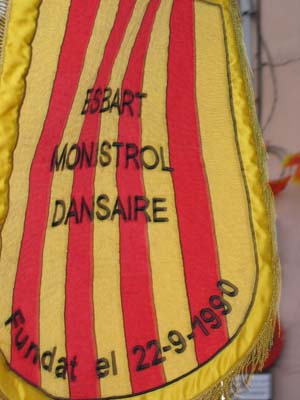 ESBART
MONISTROL
DANSAIRE
Fundat el 22-9-1990